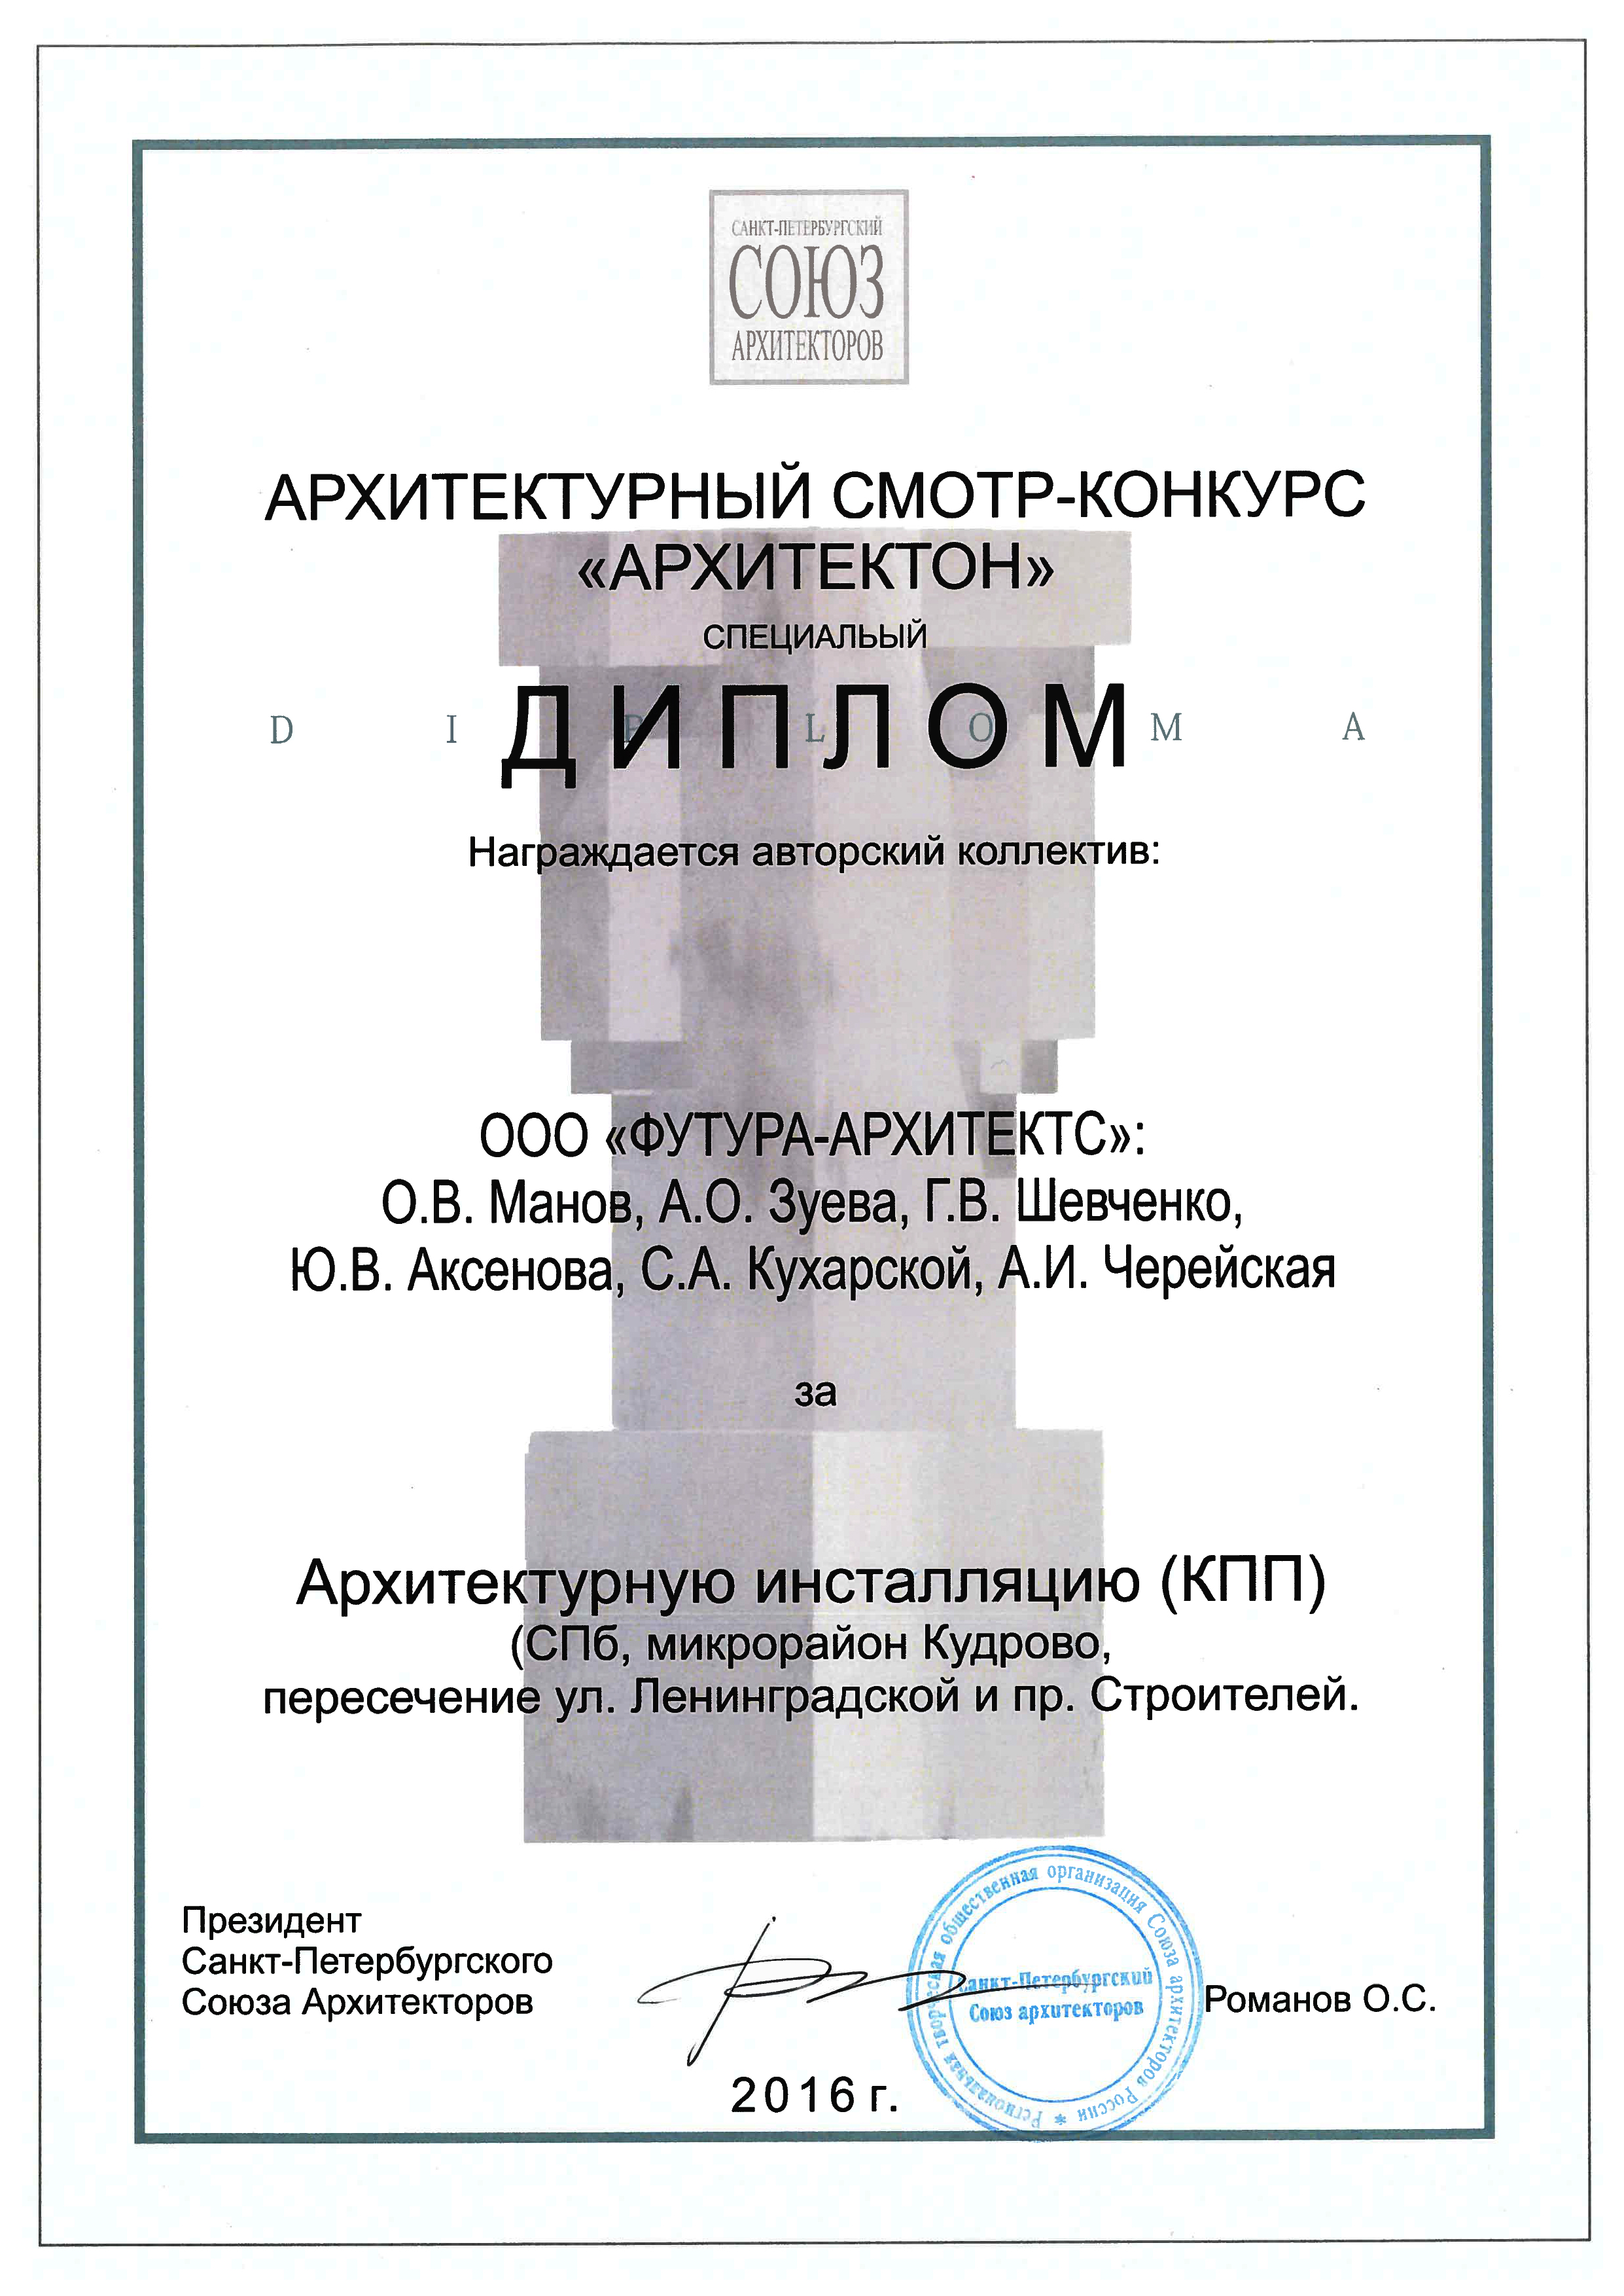 САНКТ-ПЕТЕРБУРГСКИЙ
СОЮЗ
АРХИТЕКТОРОВ
АРХИТЕКТУРНЫЙ СМОТР-КОНКУРС
«АРХИТЕКТОН»
СПЕЦИАЛЬЫЙ
ДИПЛОМ
D I P L O M A
Награждается авторский коллектив:
ООО «ФУТУРА-АРХИТЕКТС»:
О.В. Манов, А.О. Зуева, Г.В. Шевченко,
Ю.В. Аксенова, С.А. Кухарской, А.И. Черейская
за
Архитектурную инсталляцию (КПП)
(СПб, микрорайон Кудрово,
пересечение ул. Ленинградской и пр. Строителей.
Президент
Санкт-Петербургского
Союза Архитекторов
Региональная творческая общественная организация Союза архитекторов России *
Санкт-Петербургский
Союз архитекторов
Романов О.С.
2016 г.